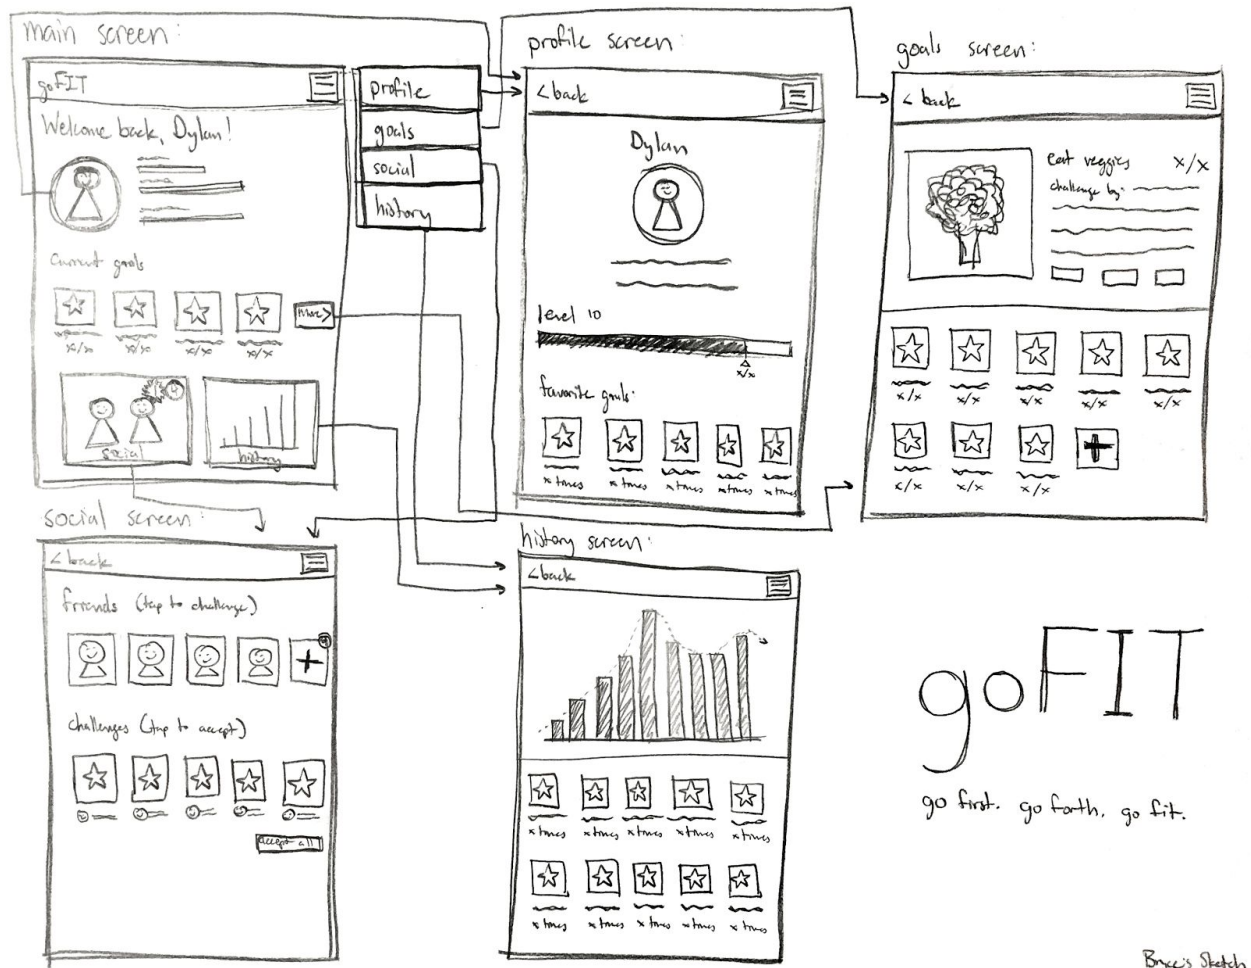 main screen:
goFIT
Welcome back, Dylan!
Current goals
x/x x/x x/x x/x
more>
social
history
profile
goals
social
history
profile screen:
< back
Dylan
level 10
x/x
favorite goals:
x times x times x times x times x times
goals screen:
< back
eat veggies x/x
challenge by:
x/x x/x x/x x/x x/x
x/x x/x x/x
social screen:
< back
friends (tap to challenge)
challenges (tap to accept)
accept all
history screen:
< back
x times x times x times x times x times
x times x times x times x times x times
goFIT
go first. go forth. go fit.
Bryce's Sketch